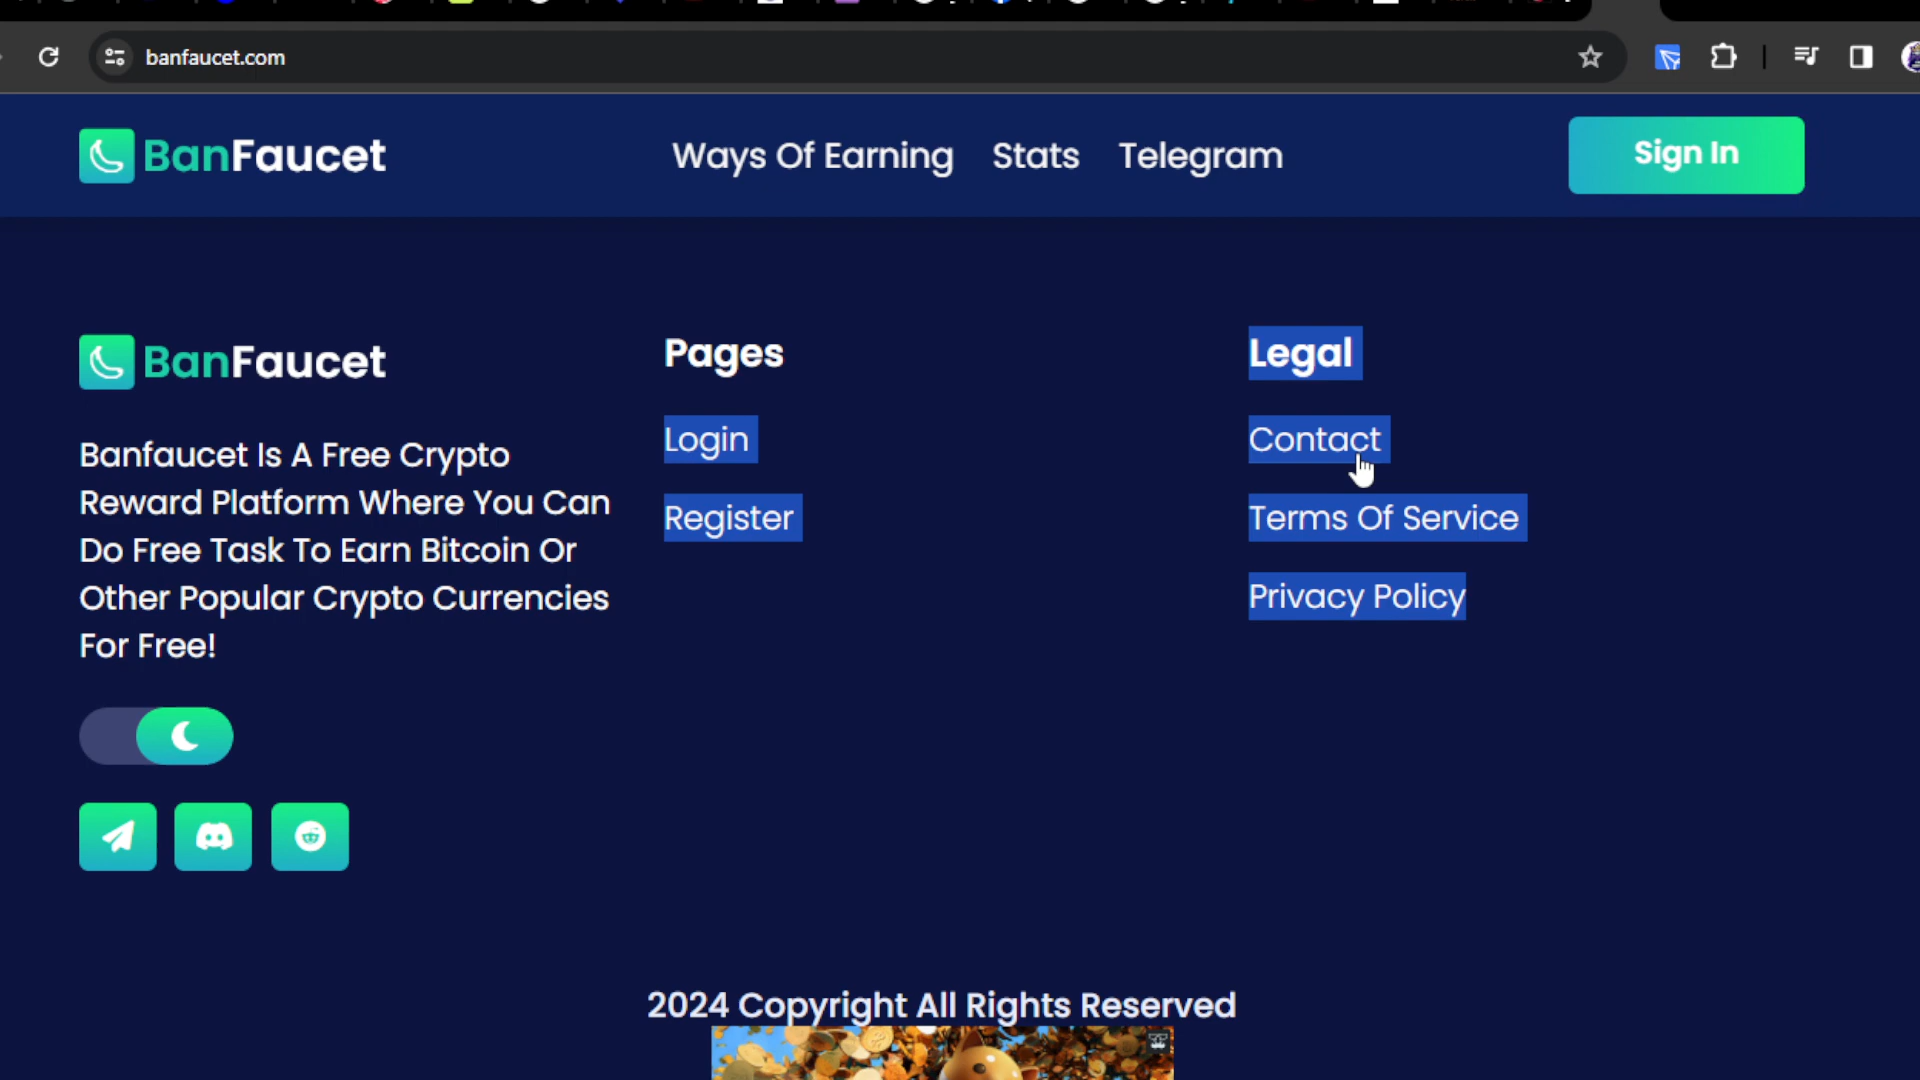 banfaucet.com
BanFaucet
Ways Of Earning
Stats
Telegram
Sign In
BanFaucet
Banfaucet Is A Free Crypto
Reward Platform Where You Can
Do Free Task To Earn Bitcoin Or
Other Popular Crypto Currencies
For Free!
Pages
Login
Register
Legal
Contact
Terms Of Service
Privacy Policy
2024 Copyright All Rights Reserved